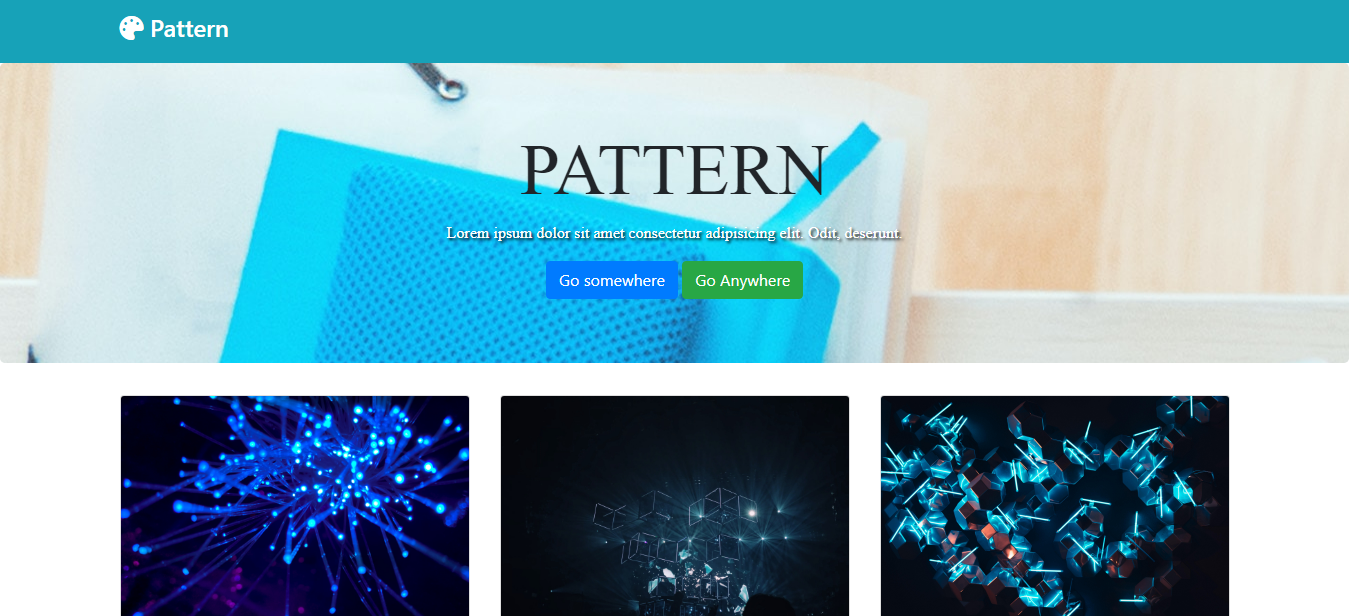 Pattern
PATTERN
Lorem ipsum dolor sit amet consectetur adipisicing elit. Odit, deserunt.
Go somewhere Go Anywhere